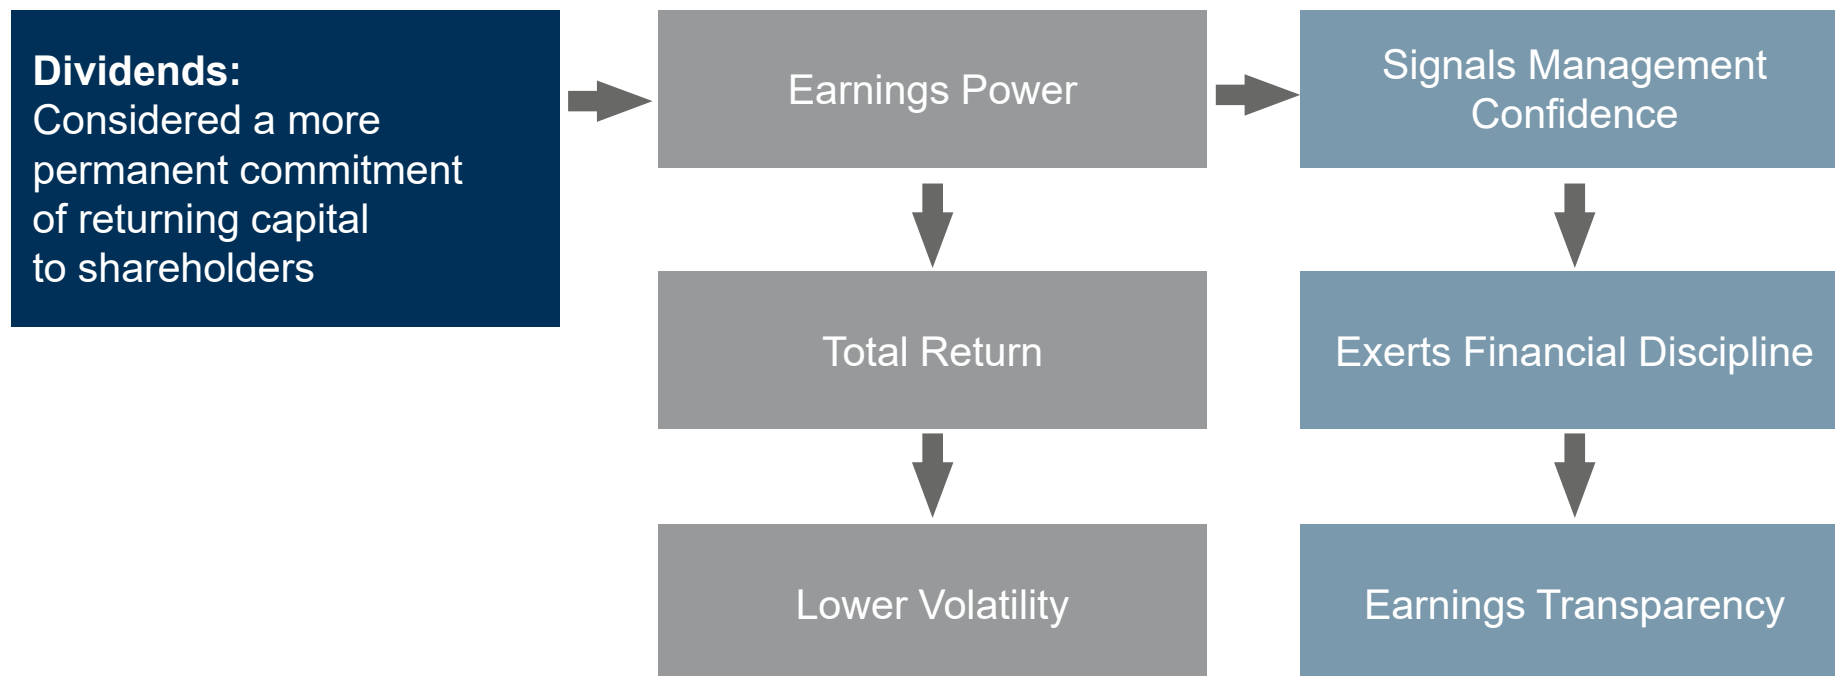 Dividends:
Considered a more
permanent commitment
of returning capital
to shareholders
Earnings Power
Signals Management
Confidence
Total Return
Exerts Financial Discipline
Lower Volatility
Earnings Transparency